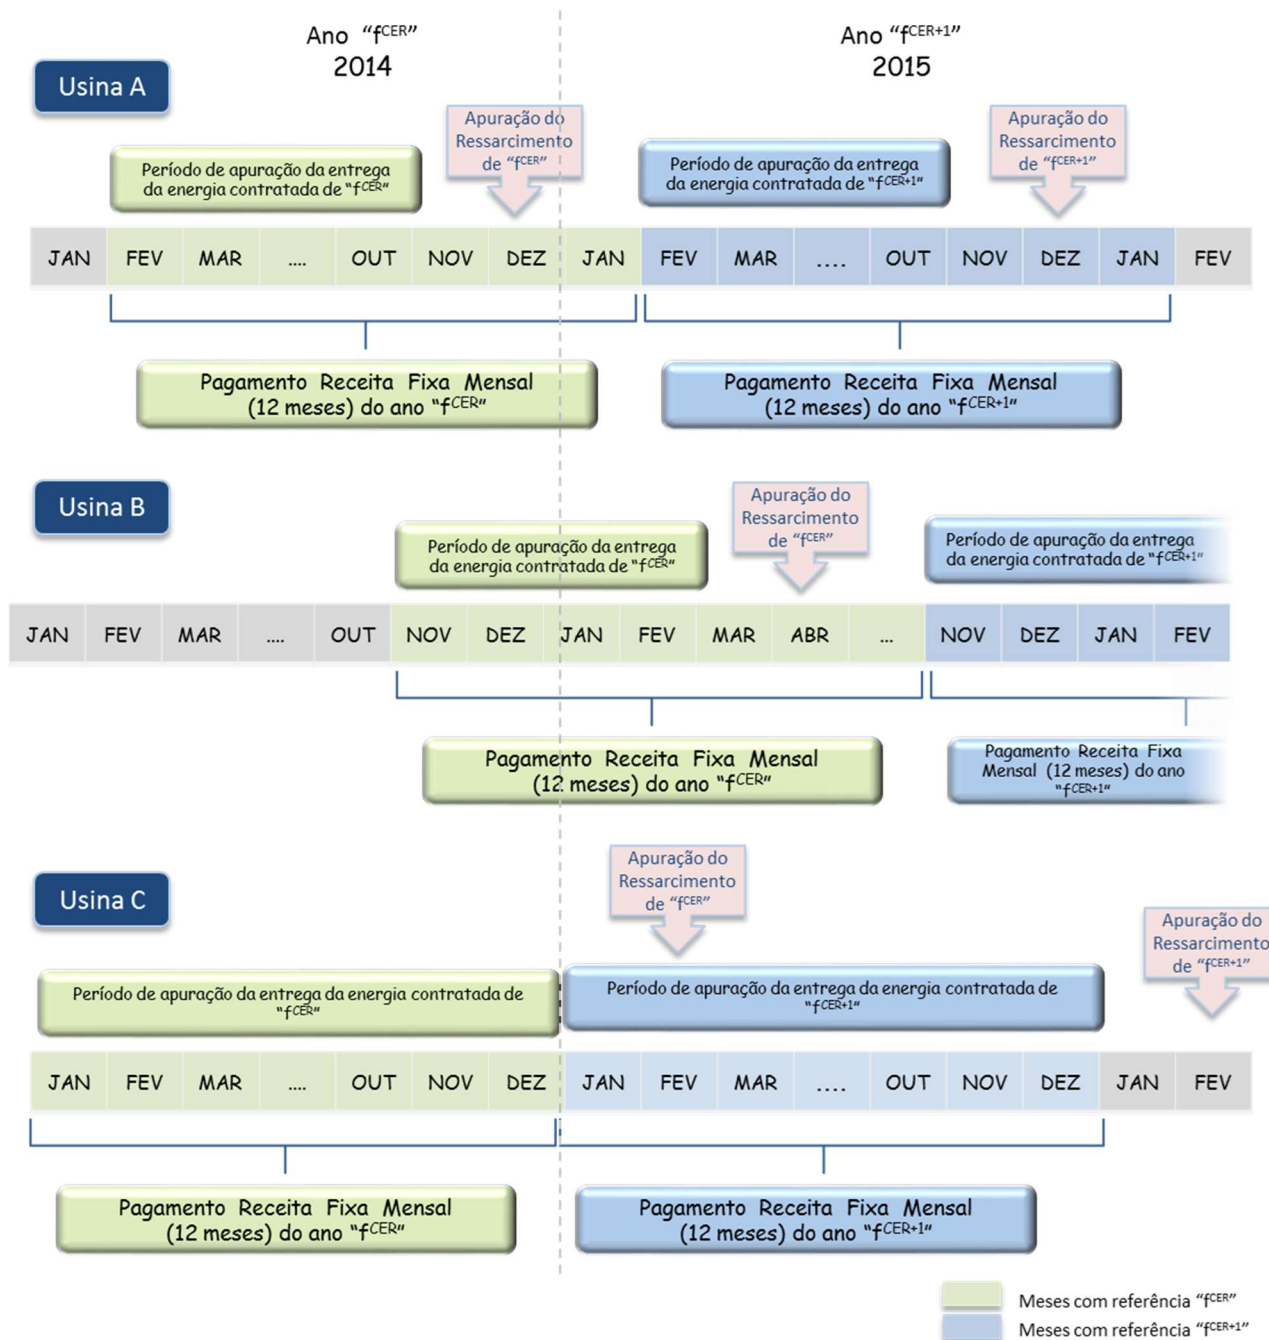 Ano “fCER”
2014
Ano “fCER+1”
2015
Usina A
Apuração do
Ressarcimento
de “fCER”
Apuração do
Ressarcimento
de “fCER+1”
Período de apuração da entrega
da energia contratada de “fCER”
Período de apuração da entrega
da energia contratada de “fCER+1”
JAN FEV MAR .... OUT NOV DEZ JAN FEV MAR .... OUT NOV DEZ JAN FEV
Pagamento Receita Fixa Mensal
(12 meses) do ano “fCER”
Pagamento Receita Fixa Mensal
(12 meses) do ano “fCER+1”
Usina B
Apuração do
Ressarcimento
de “fCER”
Período de apuração da entrega
da energia contratada de “fCER”
Período de apuração da entrega
da energia contratada de “fCER+1”
JAN FEV MAR .... OUT NOV DEZ JAN FEV MAR ABR ... NOV DEZ JAN FEV
Pagamento Receita Fixa Mensal
(12 meses) do ano “fCER”
Pagamento Receita Fixa
Mensal (12 meses) do ano
“fCER+1”
Usina C
Apuração do
Ressarcimento
de “fCER”
Apuração do
Ressarcimento
de “fCER+1”
Período de apuração da entrega da energia contratada de
“fCER”
Período de apuração da entrega da energia contratada de
“fCER+1”
JAN FEV MAR .... OUT NOV DEZ JAN FEV MAR .... OUT NOV DEZ JAN FEV
Pagamento Receita Fixa Mensal
(12 meses) do ano “fCER”
Pagamento Receita Fixa Mensal
(12 meses) do ano “fCER+1”
Meses com referência “fCER”
Meses com referência “fCER+1”